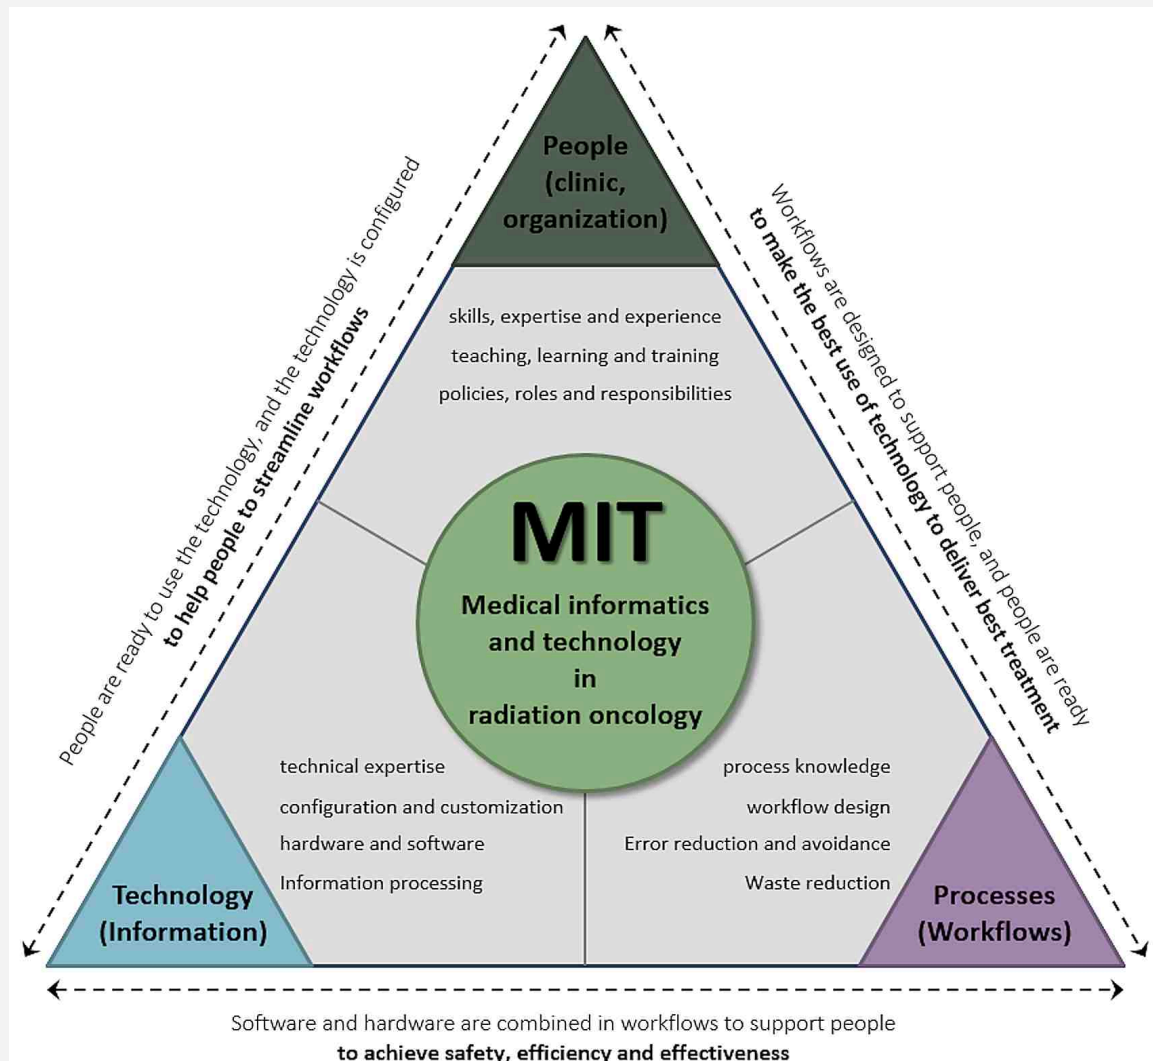 People
(clinic,
organization)
People are ready to use the technology, and the technology is configured
to help people to streamline workflows
Workflows are designed to support people, and people are ready
to make the best use of technology to deliver best treatment
skills, expertise and experience
teaching, learning and training
policies, roles and responsibilities
MIT
Medical informatics
and technology
in
radiation oncology
technical expertise
configuration and customization
hardware and software
Information processing
process knowledge
workflow design
Error reduction and avoidance
Waste reduction
Technology
(Information)
Processes
(Workflows)
Software and hardware are combined in workflows to support people
to achieve safety, efficiency and effectiveness